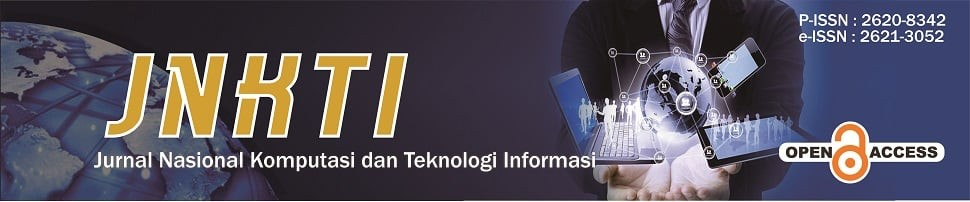 P-ISSN : 2620-8342
e-ISSN : 2621-3052
JNKTI
Jurnal Nasional Komputasi dan Teknologi Informasi
OPEN ACCESS